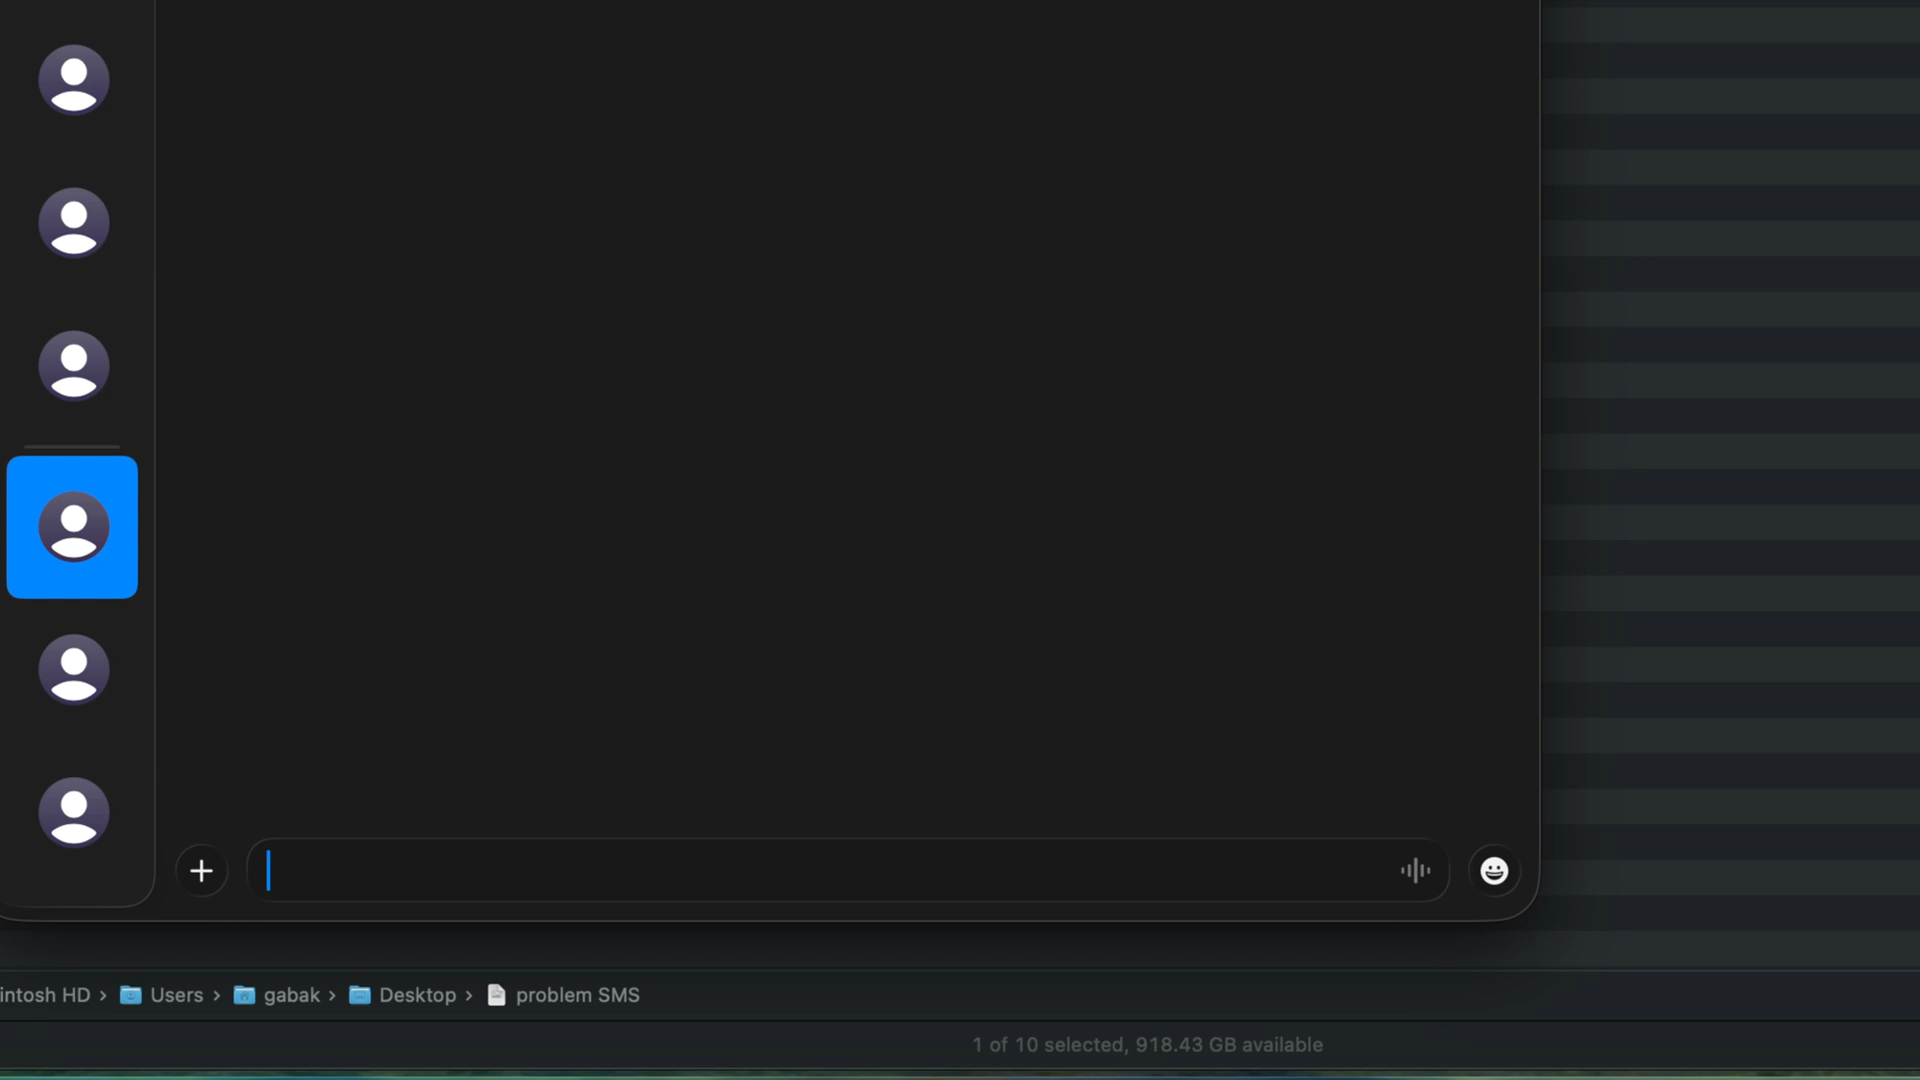 intosh HD › Users › gabak › Desktop › problem SMS
1 of 10 selected, 918.43 GB available